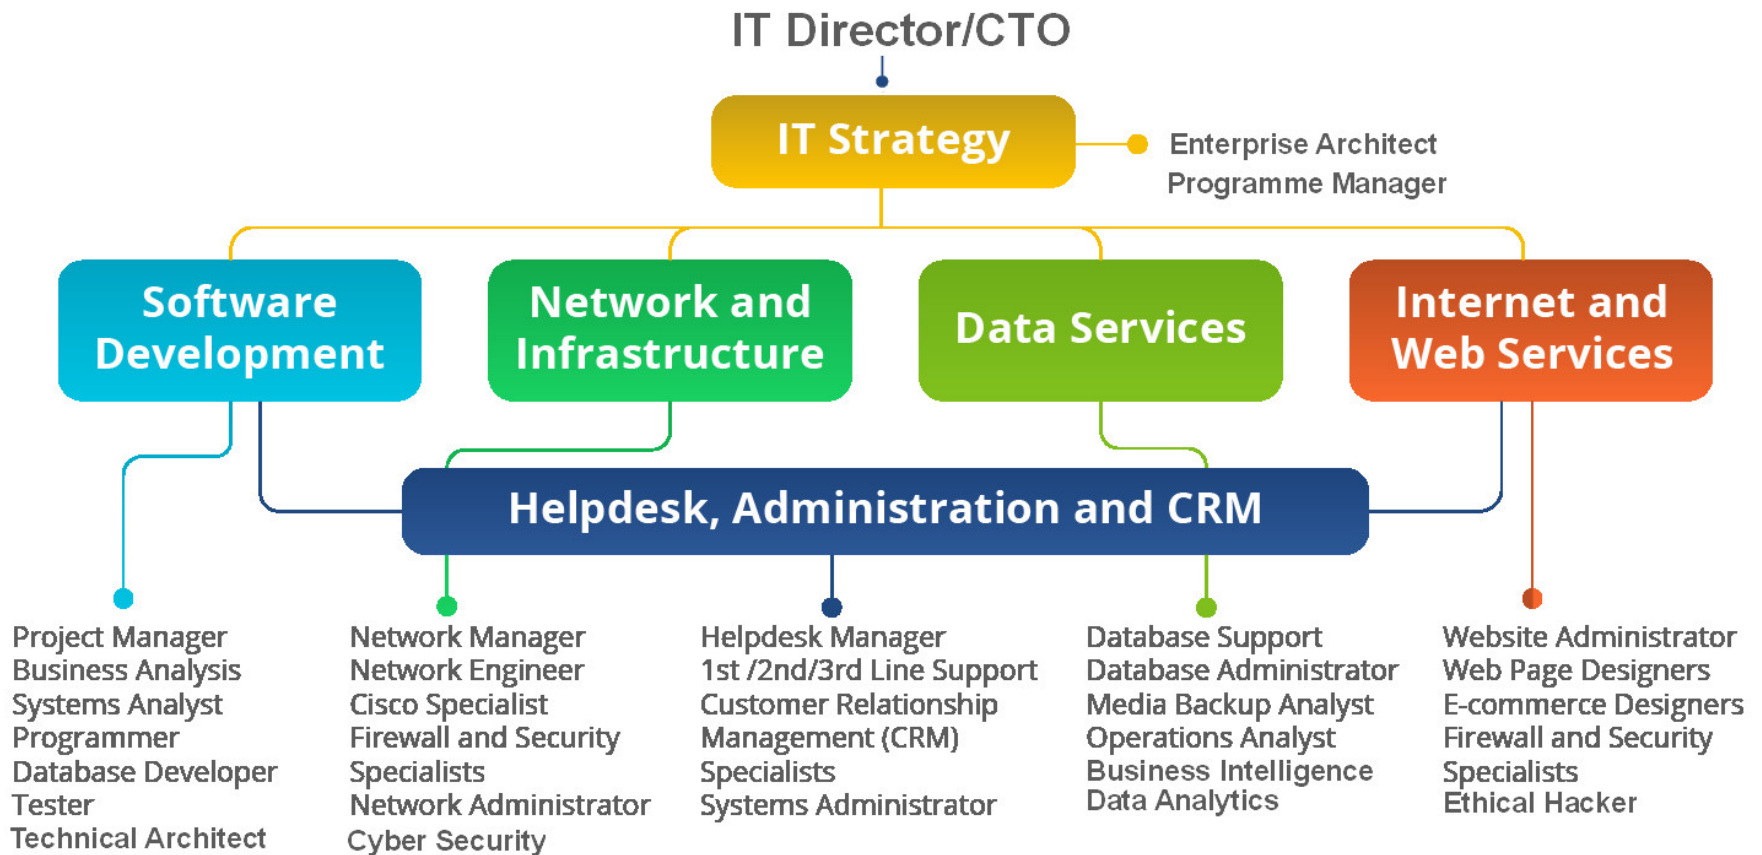 IT Director/CTO
IT Strategy
Enterprise Architect
Programme Manager
Software
Development
Network and
Infrastructure
Data Services
Internet and
Web Services
Helpdesk, Administration and CRM
Project Manager
Business Analysis
Systems Analyst
Programmer
Database Developer
Tester
Technical Architect
Network Manager
Network Engineer
Cisco Specialist
Firewall and Security
Specialists
Network Administrator
Cyber Security
Helpdesk Manager
1st /2nd/3rd Line Support
Customer Relationship
Management (CRM)
Specialists
Systems Administrator
Database Support
Database Administrator
Media Backup Analyst
Operations Analyst
Business Intelligence
Data Analytics
Website Administrator
Web Page Designers
E-commerce Designers
Firewall and Security
Specialists
Ethical Hacker